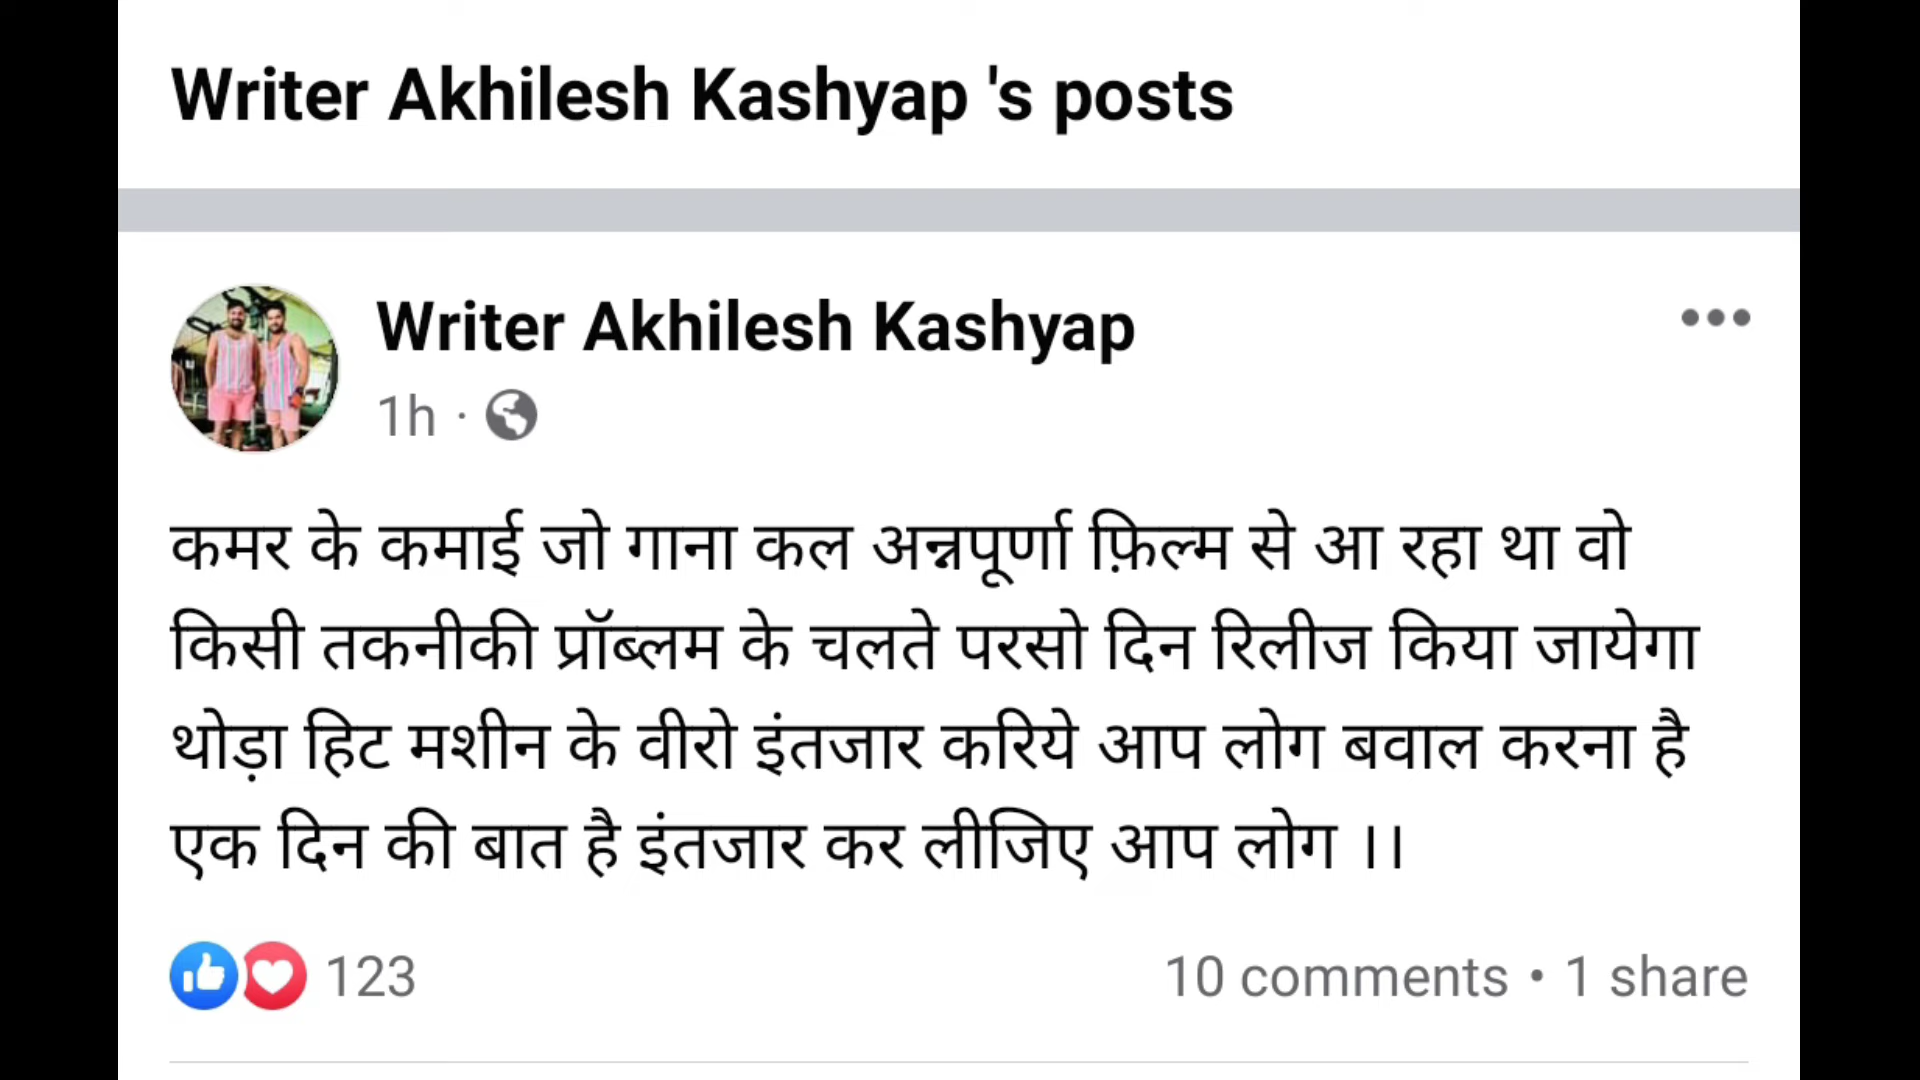 Writer Akhilesh Kashyap 's posts
Writer Akhilesh Kashyap
1h ·
कमर के कमाई जो गाना कल अन्नपूर्णा फ़िल्म से आ रहा था वो
किसी तकनीकी प्रॉब्लम के चलते परसो दिन रिलीज किया जायेगा
थोड़ा हिट मशीन के वीरो इंतजार करिये आप लोग बवाल करना है
एक दिन की बात है इंतजार कर लीजिए आप लोग ।।
123
10 comments • 1 share